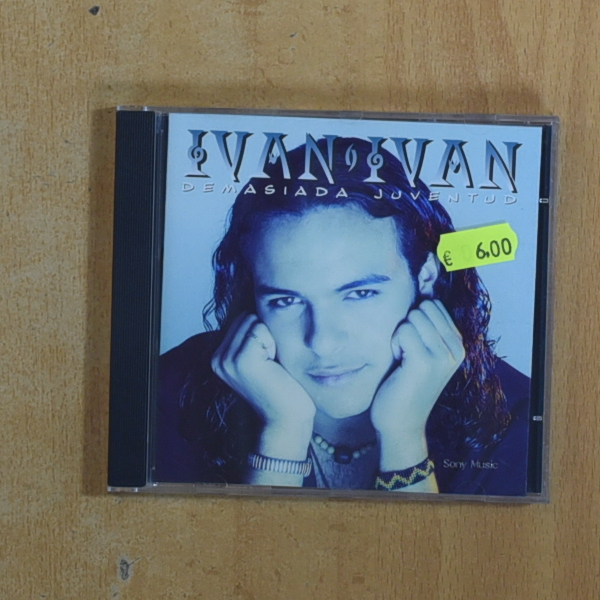 IVAN IVAN
DEMASIADA JUVENTUD
€ 6.00
Sony Music